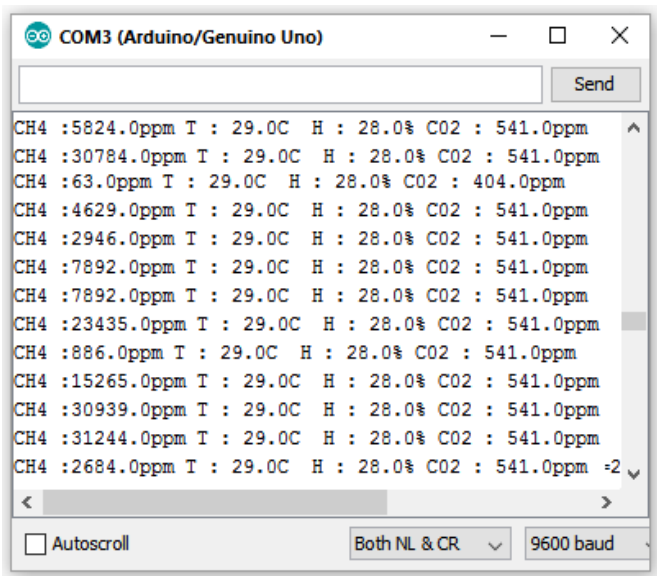 COM3 (Arduino/Genuino Uno)
Send
CH4 :5824.0ppm T : 29.0C  H : 28.0% C02 : 541.0ppm
CH4 :30784.0ppm T : 29.0C  H : 28.0% C02 : 541.0ppm
CH4 :63.0ppm T : 29.0C  H : 28.0% C02 : 404.0ppm
CH4 :4629.0ppm T : 29.0C  H : 28.0% C02 : 541.0ppm
CH4 :2946.0ppm T : 29.0C  H : 28.0% C02 : 541.0ppm
CH4 :7892.0ppm T : 29.0C  H : 28.0% C02 : 541.0ppm
CH4 :7892.0ppm T : 29.0C  H : 28.0% C02 : 541.0ppm
CH4 :23435.0ppm T : 29.0C  H : 28.0% C02 : 541.0ppm
CH4 :886.0ppm T : 29.0C  H : 28.0% C02 : 541.0ppm
CH4 :15265.0ppm T : 29.0C  H : 28.0% C02 : 541.0ppm
CH4 :30939.0ppm T : 29.0C  H : 28.0% C02 : 541.0ppm
CH4 :31244.0ppm T : 29.0C  H : 28.0% C02 : 541.0ppm
CH4 :2684.0ppm T : 29.0C  H : 28.0% C02 : 541.0ppm =2
Autoscroll Both NL & CR 9600 baud